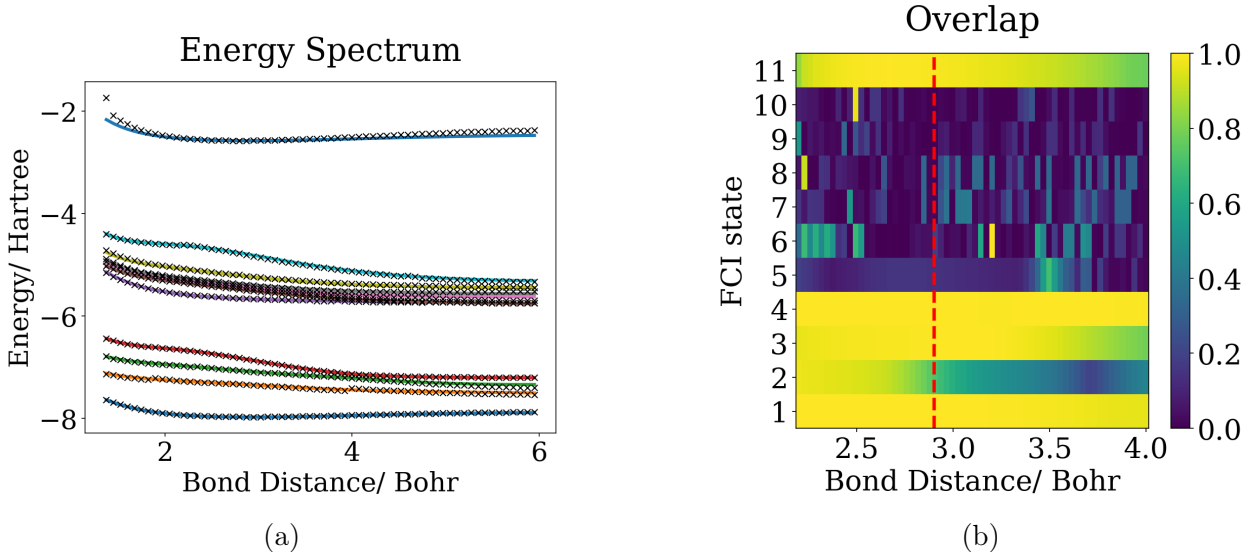 Energy Spectrum
Energy/ Hartree
−2
−4
−6
−8
2 4 6
Bond Distance/ Bohr
(a)
Overlap
FCI state
11
10
9
8
7
6
5
4
3
2
1
2.5 3.0 3.5 4.0
Bond Distance/ Bohr
1.0
0.8
0.6
0.4
0.2
0.0
(b)